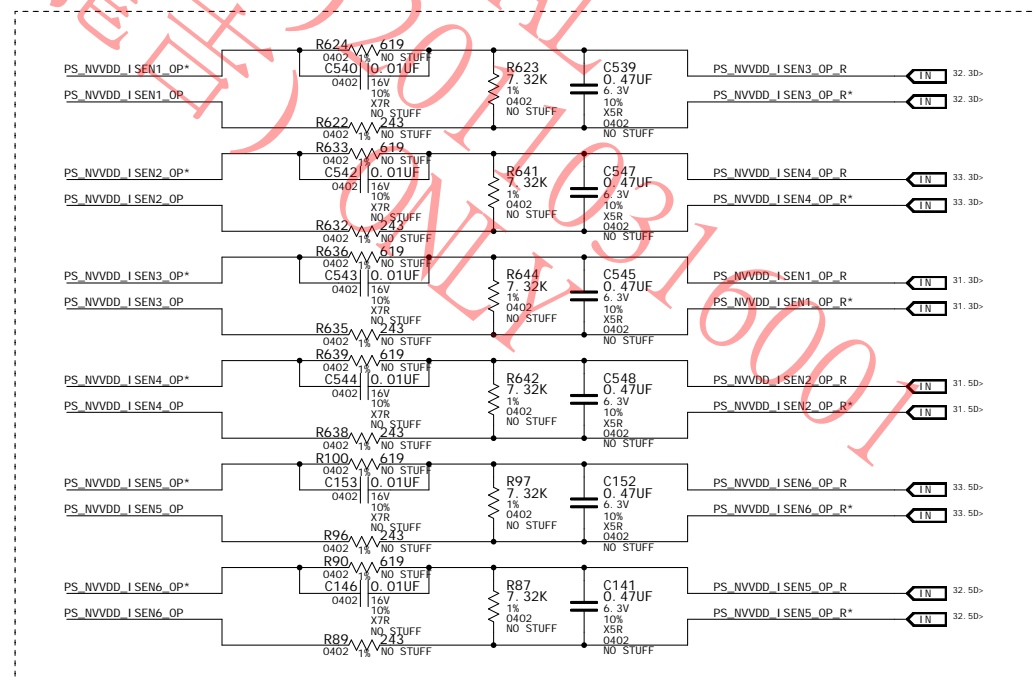 R624 619
0402 1% NO STUFF
C540 0.01UF
0402 16V
10%
X7R
NO STUFF
R622 243
0402 1% NO STUFF
PS_NVVDD_ISEN1_OP*
PS_NVVDD_ISEN1_OP
R623
7.32K
1%
0402
NO STUFF
C539
0.47UF
6.3V
10%
X5R
0402
NO STUFF
PS_NVVDD_ISEN3_OP_R IN 32.3D>
PS_NVVDD_ISEN3_OP_R* IN 32.3D>
R633 619
0402 1% NO STUFF
C542 0.01UF
0402 16V
10%
X7R
NO STUFF
R632 243
0402 1% NO STUFF
PS_NVVDD_ISEN2_OP*
PS_NVVDD_ISEN2_OP
R641
7.32K
1%
0402
NO STUFF
C547
0.47UF
6.3V
10%
X5R
0402
NO STUFF
PS_NVVDD_ISEN4_OP_R IN 33.3D>
PS_NVVDD_ISEN4_OP_R* IN 33.3D>
R636 619
0402 1% NO STUFF
C543 0.01UF
0402 16V
10%
X7R
NO STUFF
R635 243
0402 1% NO STUFF
PS_NVVDD_ISEN3_OP*
PS_NVVDD_ISEN3_OP
R644
7.32K
1%
0402
NO STUFF
C545
0.47UF
6.3V
10%
X5R
0402
NO STUFF
PS_NVVDD_ISEN1_OP_R IN 31.3D>
PS_NVVDD_ISEN1_OP_R* IN 31.3D>
R639 619
0402 1% NO STUFF
C544 0.01UF
0402 16V
10%
X7R
NO STUFF
R638 243
0402 1% NO STUFF
PS_NVVDD_ISEN4_OP*
PS_NVVDD_ISEN4_OP
R642
7.32K
1%
0402
NO STUFF
C548
0.47UF
6.3V
10%
X5R
0402
NO STUFF
PS_NVVDD_ISEN2_OP_R IN 31.5D>
PS_NVVDD_ISEN2_OP_R* IN 31.5D>
R100 619
0402 1% NO STUFF
C153 0.01UF
0402 16V
10%
X7R
NO STUFF
R96 243
0402 1% NO STUFF
PS_NVVDD_ISEN5_OP*
PS_NVVDD_ISEN5_OP
R97
7.32K
1%
0402
NO STUFF
C152
0.47UF
6.3V
10%
X5R
0402
NO STUFF
PS_NVVDD_ISEN6_OP_R IN 33.5D>
PS_NVVDD_ISEN6_OP_R* IN 33.5D>
R90 619
0402 1% NO STUFF
C146 0.01UF
0402 16V
10%
X7R
NO STUFF
R89 243
0402 1% NO STUFF
PS_NVVDD_ISEN6_OP*
PS_NVVDD_ISEN6_OP
R87
7.32K
1%
0402
NO STUFF
C141
0.47UF
6.3V
10%
X5R
0402
NO STUFF
PS_NVVDD_ISEN5_OP_R IN 32.5D>
PS_NVVDD_ISEN5_OP_R* IN 32.5D>
)20110316001
ONLY